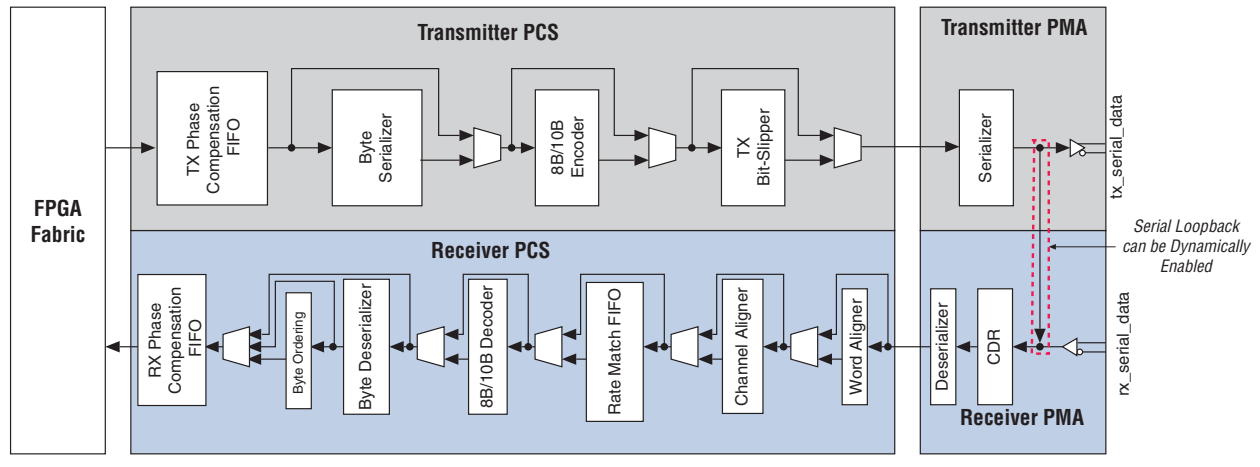 Transmitter PCS
Transmitter PMA
TX Phase
Compensation
FIFO
Byte
Serializer
8B/10B
Encoder
TX
Bit-Slipper
Serializer
tx_serial_data
FPGA
Fabric
Serial Loopback
can be Dynamically
Enabled
Receiver PCS
RX Phase
Compensation
FIFO
Byte Ordering
Byte Deserializer
8B/10B Decoder
Rate Match FIFO
Channel Aligner
Word Aligner
Deserializer
CDR
rx_serial_data
Receiver PMA